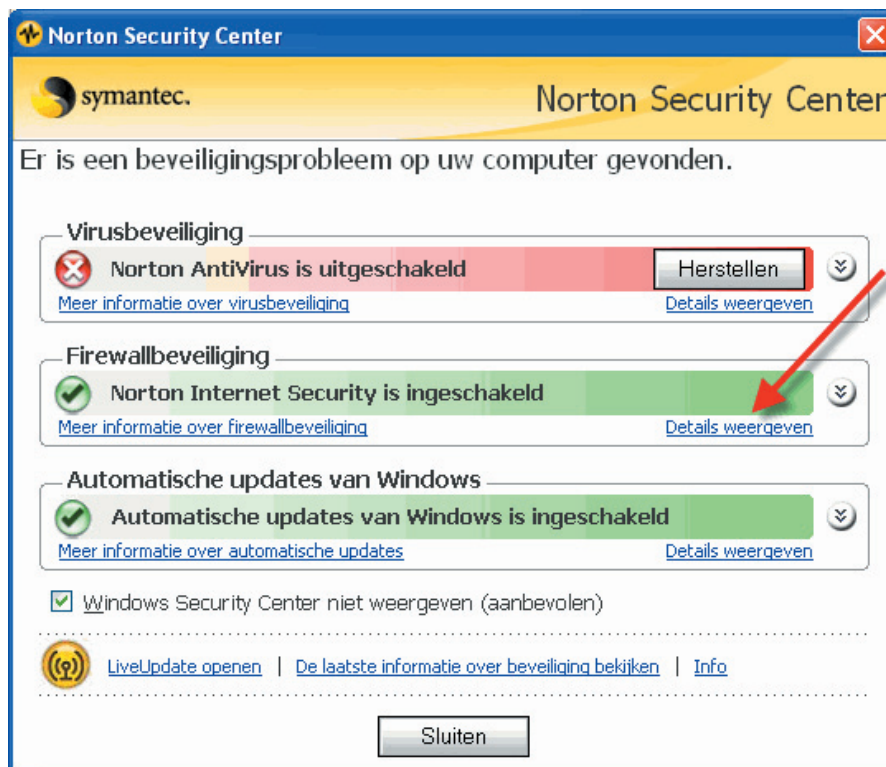 Norton Security Center
symantec.
Norton Security Center
Er is een beveiligingsprobleem op uw computer gevonden.
Virusbeveiliging
Norton AntiVirus is uitgeschakeld
Herstellen
Meer informatie over virusbeveiliging
Details weergeven
Firewallbeveiliging
Norton Internet Security is ingeschakeld
Meer informatie over firewallbeveiliging
Details weergeven
Automatische updates van Windows
Automatische updates van Windows is ingeschakeld
Meer informatie over automatische updates
Details weergeven
Windows Security Center niet weergeven (aanbevolen)
LiveUpdate openen | De laatste informatie over beveiliging bekijken | Info
Sluiten